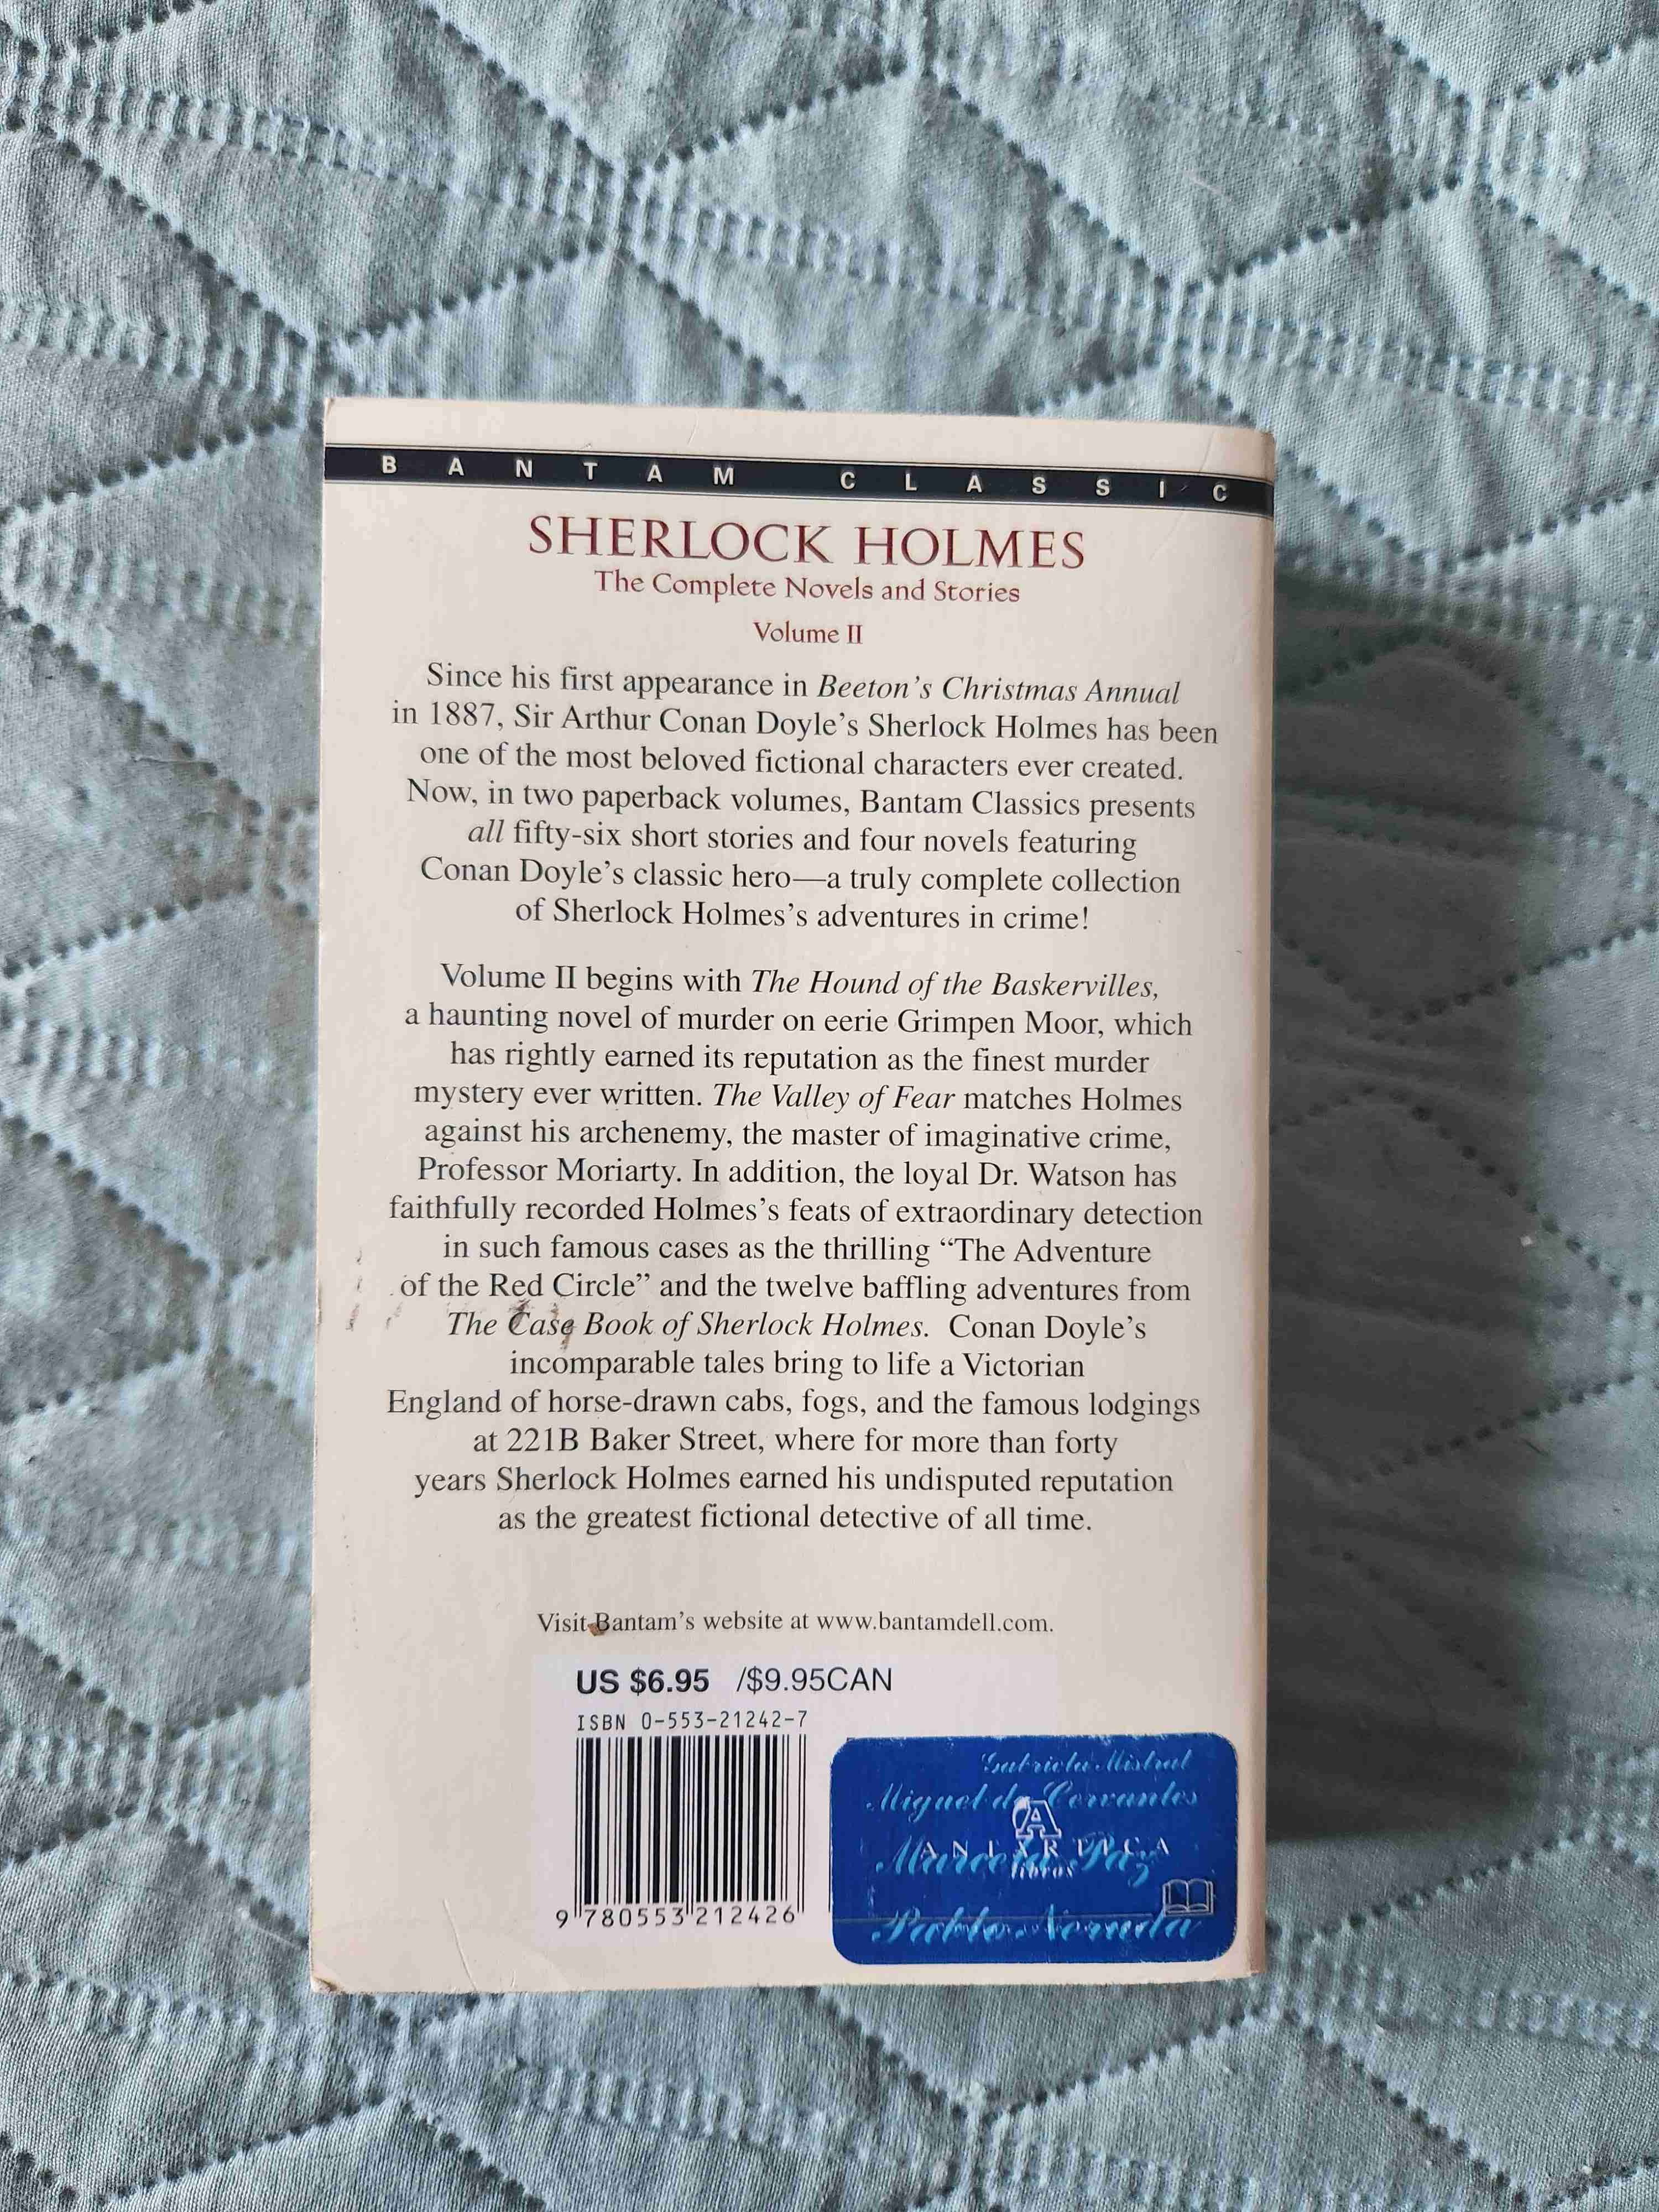 BANTAM CLASSIC
SHERLOCK HOLMES
The Complete Novels and Stories
Volume II
Since his first appearance in Beeton's Christmas Annual
in 1887, Sir Arthur Conan Doyle's Sherlock Holmes has been
one of the most beloved fictional characters ever created.
Now, in two paperback volumes, Bantam Classics presents
all fifty-six short stories and four novels featuring
Conan Doyle's classic hero—a truly complete collection
of Sherlock Holmes's adventures in crime!
Volume II begins with The Hound of the Baskervilles,
a haunting novel of murder on eerie Grimpen Moor, which
has rightly earned its reputation as the finest murder
mystery ever written. The Valley of Fear matches Holmes
against his archenemy, the master of imaginative crime,
Professor Moriarty. In addition, the loyal Dr. Watson has
faithfully recorded Holmes's feats of extraordinary detection
in such famous cases as the thrilling “The Adventure
of the Red Circle” and the twelve baffling adventures from
The Case Book of Sherlock Holmes. Conan Doyle's
incomparable tales bring to life a Victorian
England of horse-drawn cabs, fogs, and the famous lodgings
at 221B Baker Street, where for more than forty
years Sherlock Holmes earned his undisputed reputation
as the greatest fictional detective of all time.
Visit Bantam's website at www.bantamdell.com.
US $6.95 /$9.95CAN
ISBN 0-553-21242-7
9 780553 212426
Gabriela Mistral
Miguel de Cervantes
A
Marcela Paz
libros
Pablo Neruda